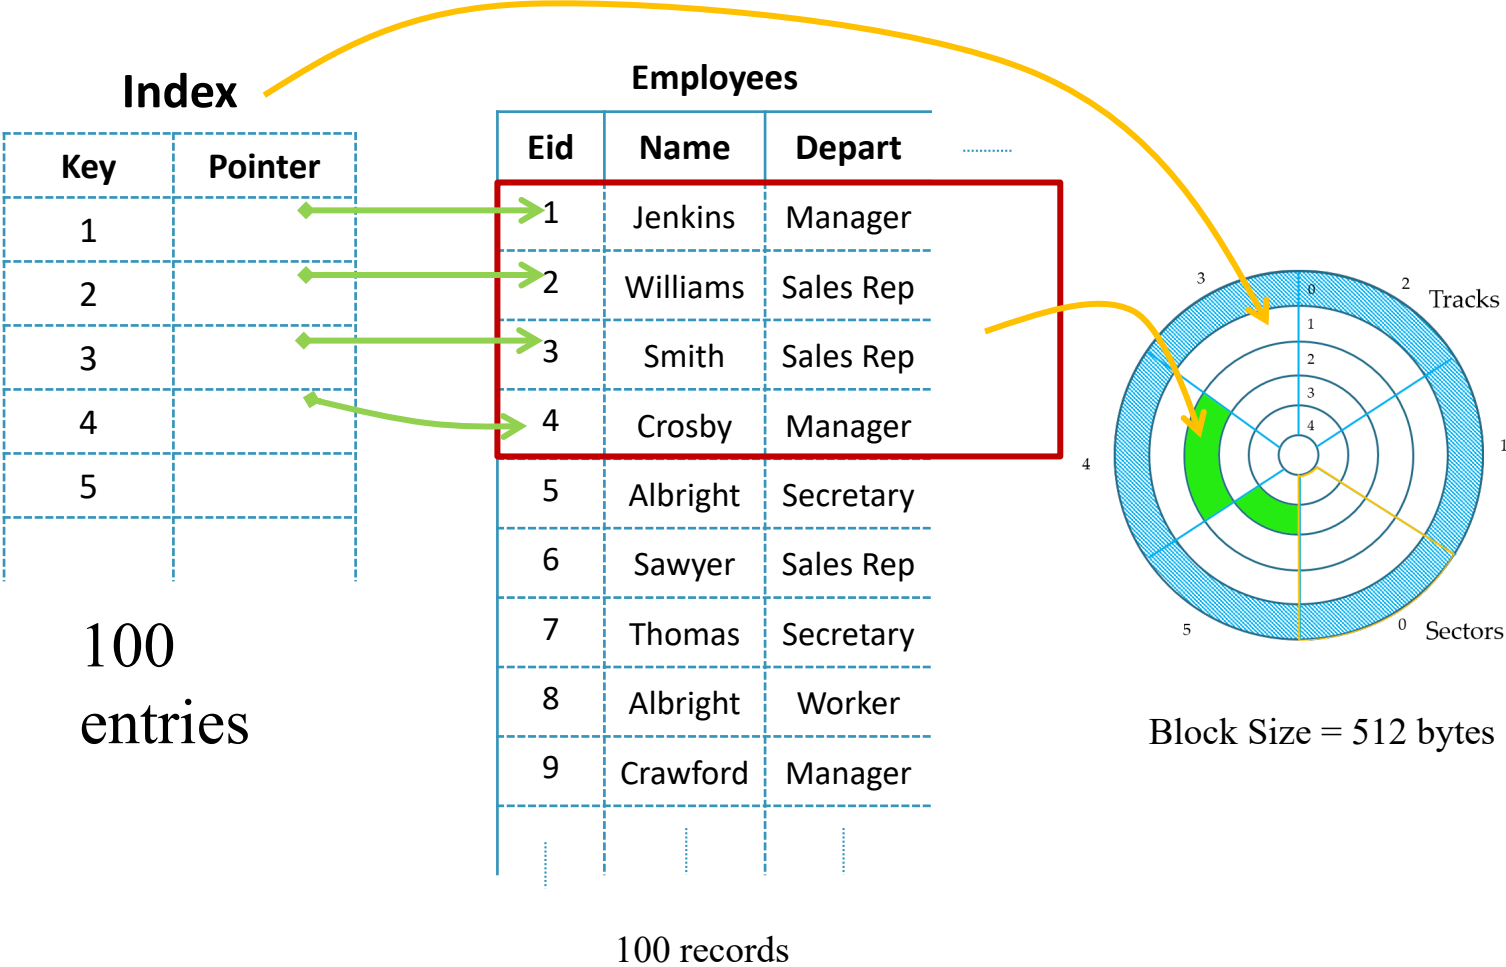 Index
Key Pointer
1
2
3
4
5
100
entries
Employees
Eid Name Depart
1 Jenkins Manager
2 Williams Sales Rep
3 Smith Sales Rep
4 Crosby Manager
5 Albright Secretary
6 Sawyer Sales Rep
7 Thomas Secretary
8 Albright Worker
9 Crawford Manager
100 records
3 2 Tracks
0
1
2
3
4
4 1
5 0 Sectors
Block Size = 512 bytes